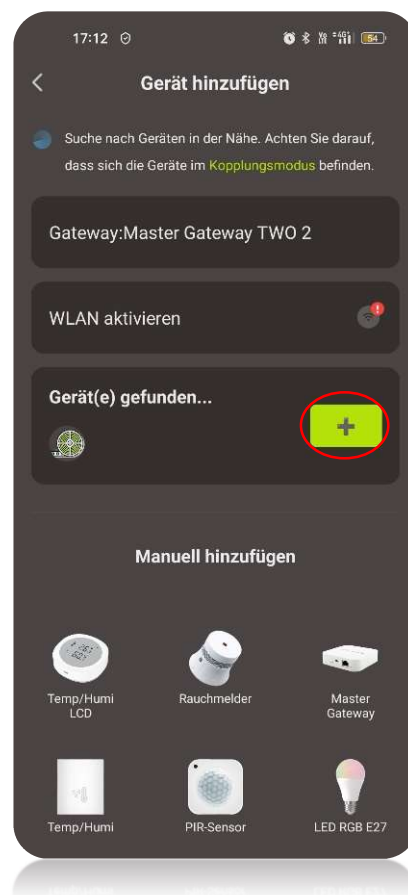 17:12
54
Gerät hinzufügen
Suche nach Geräten in der Nähe. Achten Sie darauf,
dass sich die Geräte im Kopplungsmodus befinden.
Gateway:Master Gateway TWO 2
WLAN aktivieren
Gerät(e) gefunden...
+
Manuell hinzufügen
Temp/Humi
LCD
Rauchmelder
Master
Gateway
Temp/Humi
PIR-Sensor
LED RGB E27